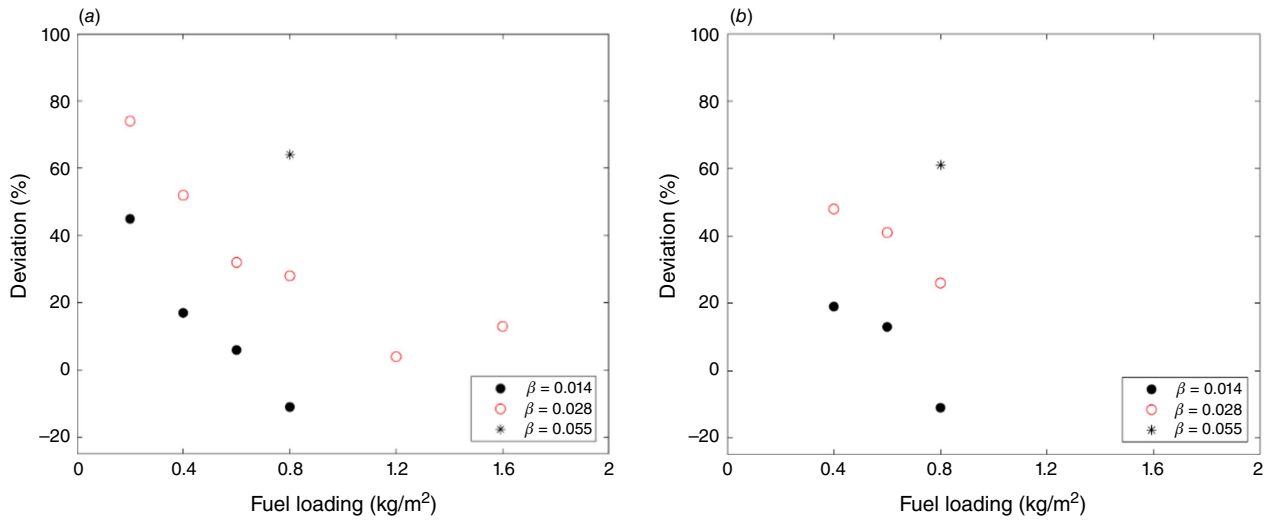 (a)
Deviation (%)
100
80
60
40
20
0
–20
0 0.4 0.8 1.2 1.6 2
Fuel loading (kg/m²)
β = 0.014
β = 0.028
β = 0.055
(b)
Deviation (%)
100
80
60
40
20
0
–20
0 0.4 0.8 1.2 1.6 2
Fuel loading (kg/m²)
β = 0.014
β = 0.028
β = 0.055